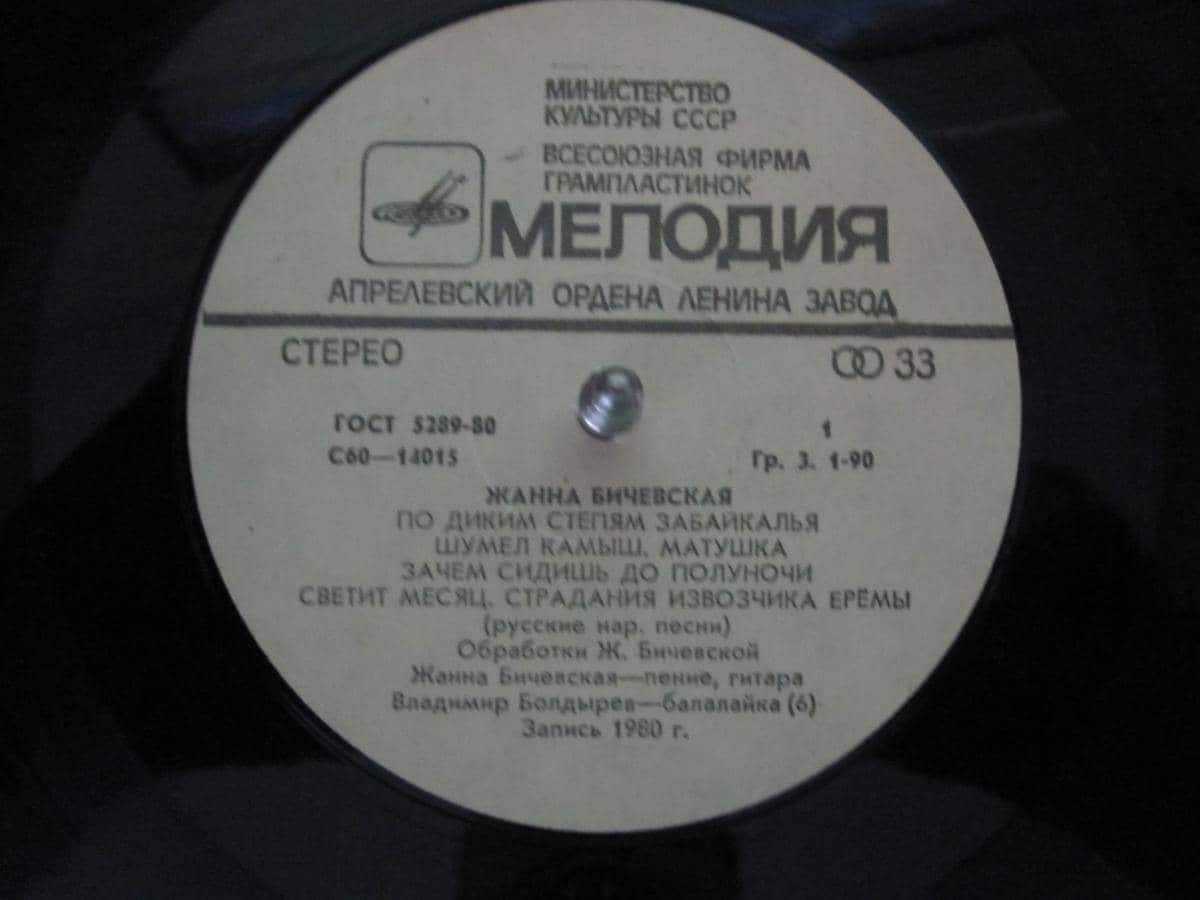 МИНИСТЕРСТВО
КУЛЬТУРЫ СССР
ВСЕСОЮЗНАЯ ФИРМА
ГРАМПЛАСТИНОК
МЕЛОДИЯ
АПРЕЛЕВСКИЙ ОРДЕНА ЛЕНИНА ЗАВОД
СТЕРЕО 33
ГОСТ 5289-80 1
С60—14015 Гр. 3. 1-90
ЖАННА БИЧЕВСКАЯ
ПО ДИКИМ СТЕПЯМ ЗАБАЙКАЛЬЯ
ШУМЕЛ КАМЫШ. МАТУШКА
ЗАЧЕМ СИДИШЬ ДО ПОЛУНОЧИ
СВЕТИТ МЕСЯЦ. СТРАДАНИЯ ИЗВОЗЧИКА ЕРЁМЫ
(русские нар. песни)
Обработки Ж. Бичевской
Жанна Бичевская—пение, гитара
Владимир Болдырев—балалайка (6)
Запись 1980 г.